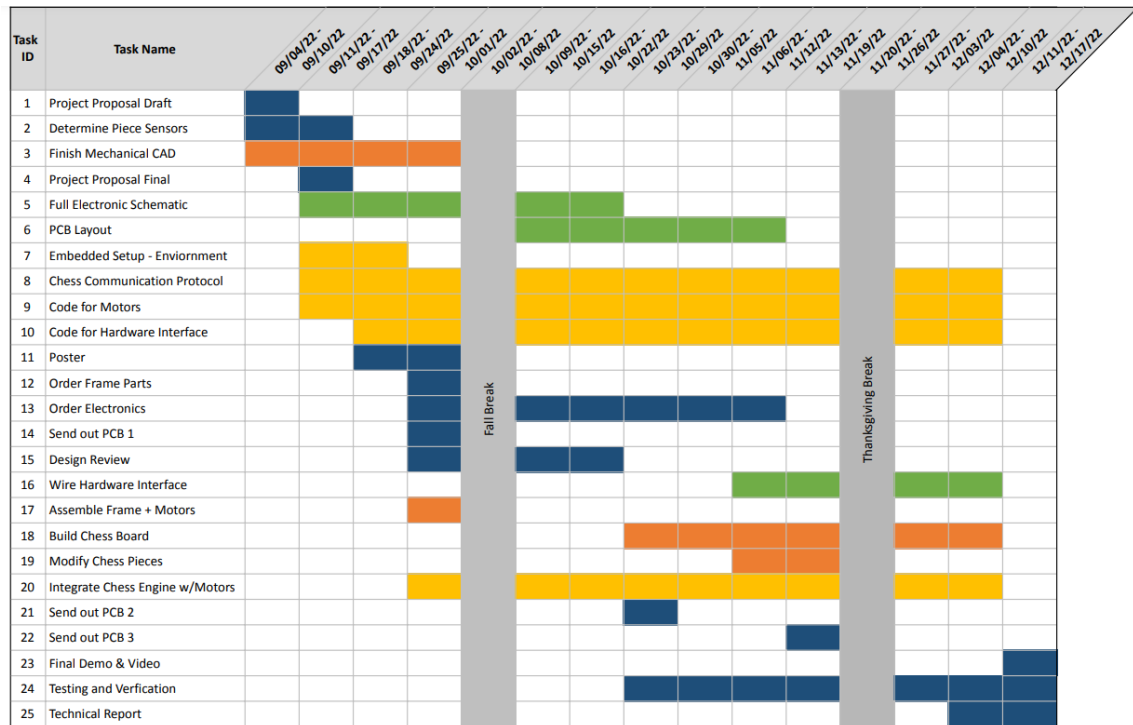 Task
ID
Task Name
09/04/22-
09/10/22
09/11/22-
09/17/22
09/18/22-
09/24/22
09/25/22-
10/01/22
10/02/22-
10/08/22
10/09/22-
10/15/22
10/16/22-
10/22/22
10/23/22-
10/29/22
10/30/22-
11/05/22
11/06/22-
11/12/22
11/13/22-
11/19/22
11/20/22-
11/26/22
11/27/22-
12/03/22
12/04/22-
12/10/22
12/11/22-
12/17/22
1 Project Proposal Draft
2 Determine Piece Sensors
3 Finish Mechanical CAD
4 Project Proposal Final
5 Full Electronic Schematic
6 PCB Layout
7 Embedded Setup - Enviornment
8 Chess Communication Protocol
9 Code for Motors
10 Code for Hardware Interface
11 Poster
12 Order Frame Parts
13 Order Electronics
14 Send out PCB 1
15 Design Review
16 Wire Hardware Interface
17 Assemble Frame + Motors
18 Build Chess Board
19 Modify Chess Pieces
20 Integrate Chess Engine w/Motors
21 Send out PCB 2
22 Send out PCB 3
23 Final Demo & Video
24 Testing and Verfication
25 Technical Report
Fall Break
Thanksgiving Break